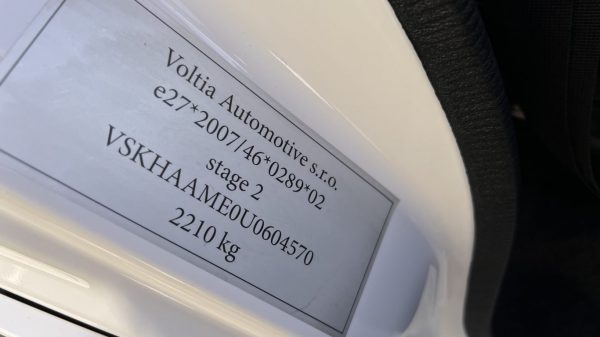 Voltia Automotive s.r.o.
e27*2007/46*0289*02
stage 2
VSKHAAME0U0604570
2210 kg